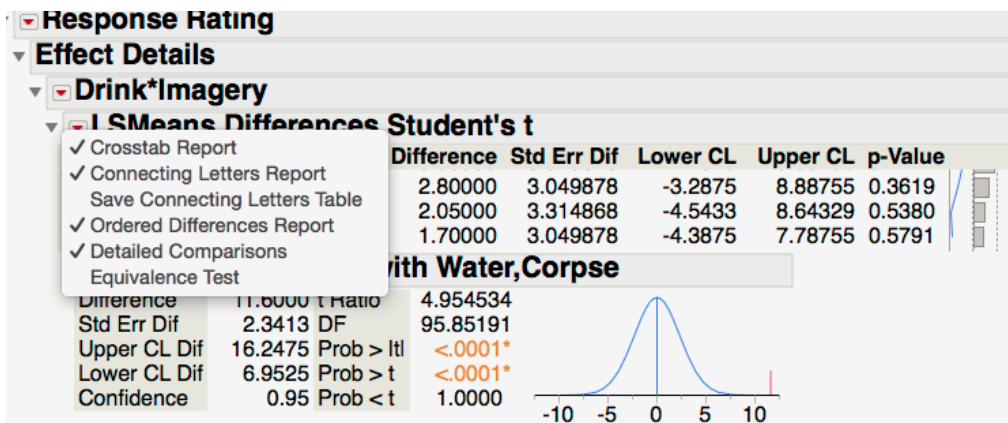 Response Rating
Effect Details
Drink*Imagery
LSMeans Differences Student's t
✓ Crosstab Report
✓ Connecting Letters Report
Save Connecting Letters Table
✓ Ordered Differences Report
✓ Detailed Comparisons
Equivalence Test
Difference Std Err Dif Lower CL Upper CL p-Value
2.80000 3.049878 -3.2875 8.88755 0.3619
2.05000 3.314868 -4.5433 8.64329 0.5380
1.70000 3.049878 -4.3875 7.78755 0.5791
with Water,Corpse
Difference 11.6000 t Ratio 4.954534
Std Err Dif 2.3413 DF 95.85191
Upper CL Dif 16.2475 Prob > |t| <.0001*
Lower CL Dif 6.9525 Prob > t <.0001*
Confidence 0.95 Prob < t 1.0000
-10 -5 0 5 10